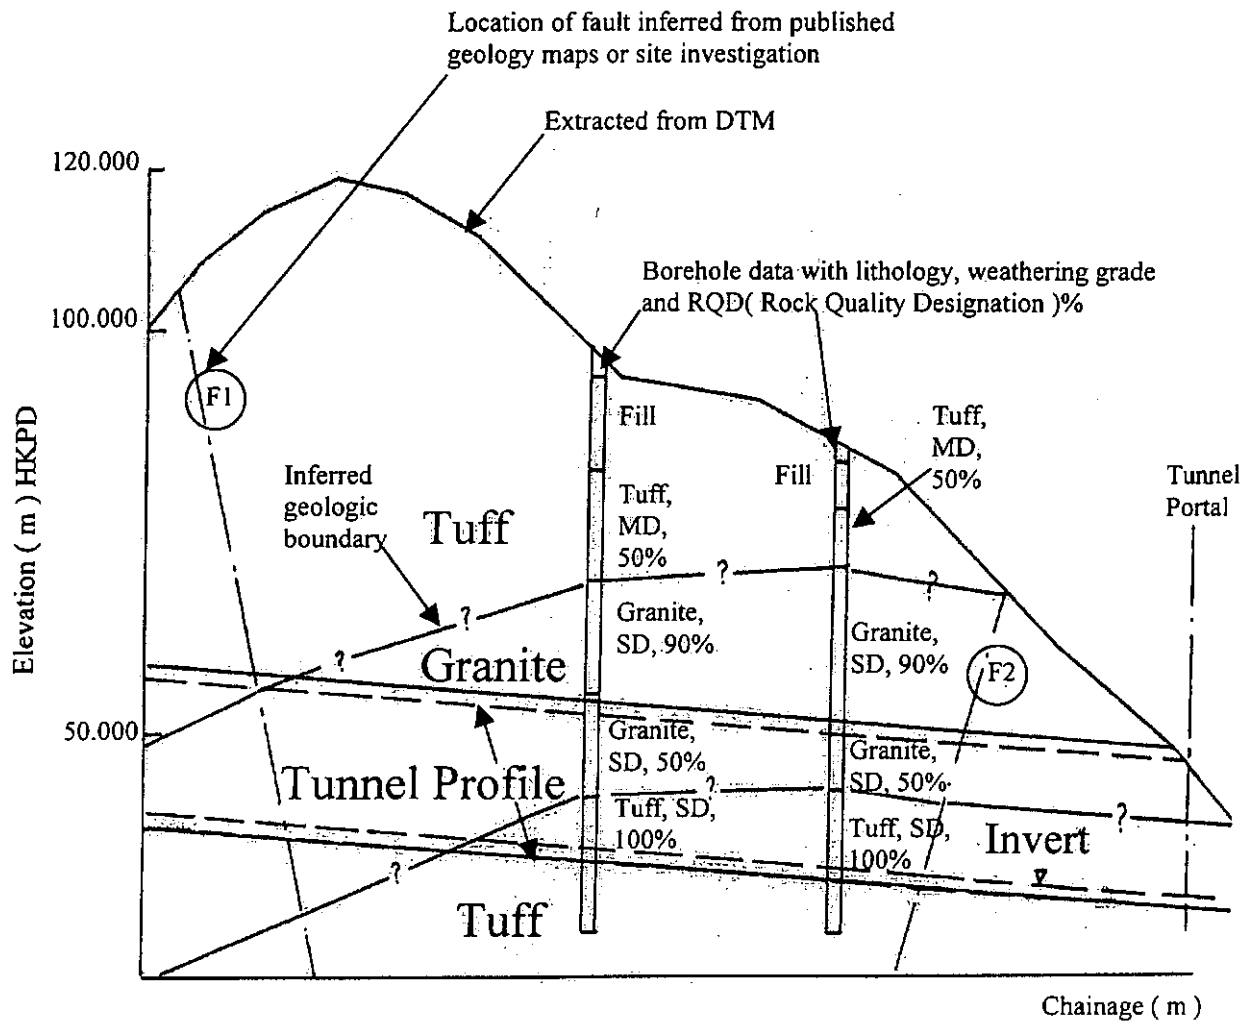 Location of fault inferred from published
geology maps or site investigation
Extracted from DTM
120.000
Borehole data with lithology, weathering grade
and RQD( Rock Quality Designation )%
100.000
F1
Elevation ( m ) HKPD
Fill
Tuff,
MD,
50%
Fill
Tunnel
Portal
Inferred
geologic
boundary
Tuff
Tuff,
MD,
50%
?
?
?
?
Granite,
SD, 90%
Granite,
SD, 90%
Granite
F2
50.000
Granite,
SD, 50%
Granite,
SD, 50%
Tunnel Profile
?
Tuff, SD,
100%
Tuff, SD,
100%
?
Invert
?
Tuff
Chainage ( m )